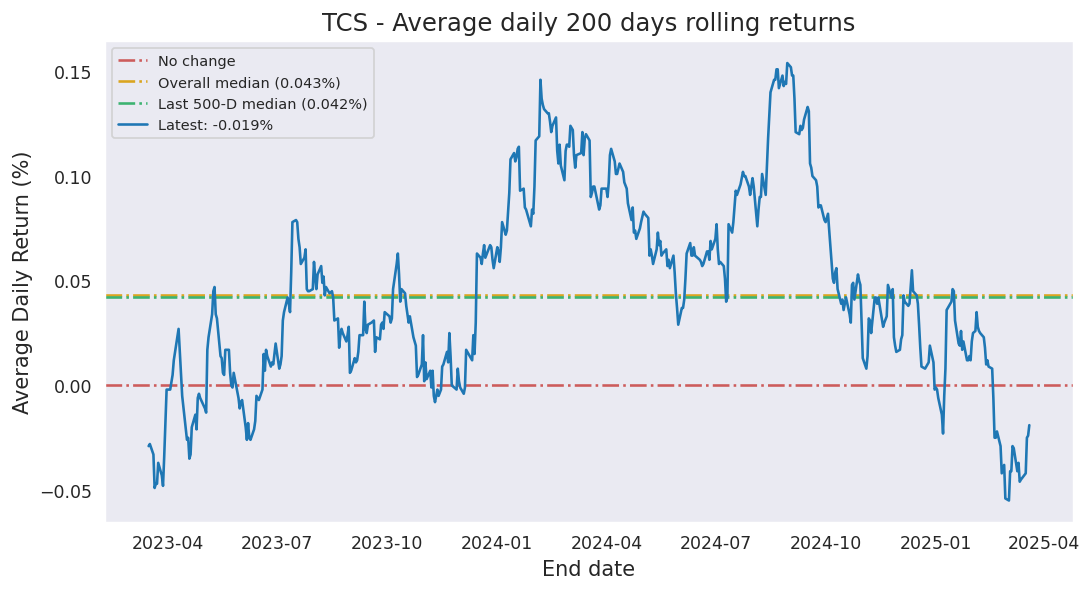 TCS - Average daily 200 days rolling returns
No change
Overall median (0.043%)
Last 500-D median (0.042%)
Latest: -0.019%
Average Daily Return (%)
0.15
0.10
0.05
0.00
−0.05
2023-04 2023-07 2023-10 2024-01 2024-04 2024-07 2024-10 2025-01 2025-04
End date